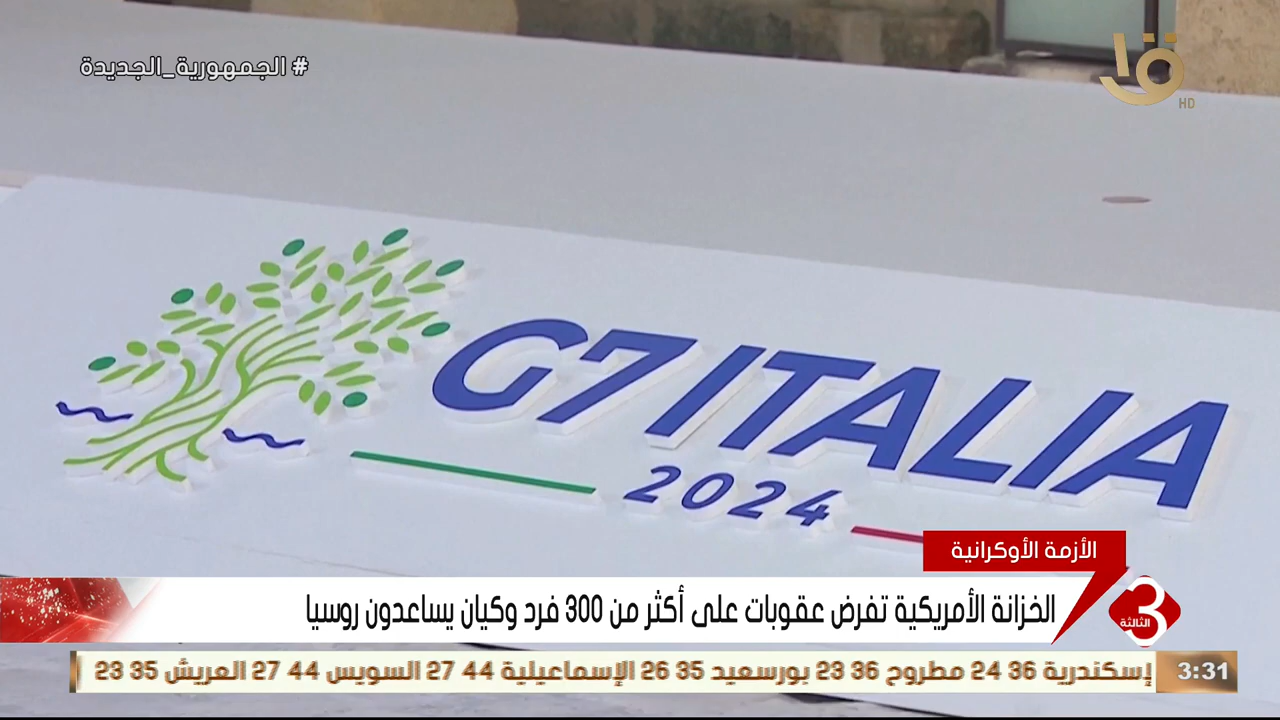 #الجمهورية_الجديدة
HD
G7 ITALIA
2024
الأزمة الأوكرانية
الخزانة الأمريكية تفرض عقوبات على أكثر من 300 فرد وكيان يساعدون روسيا
3 الثالثة
3:31
إسكندرية 36 24 مطروح 36 23 بورسعيد 35 26 الإسماعيلية 44 27 السويس 44 27 العريش 35 23